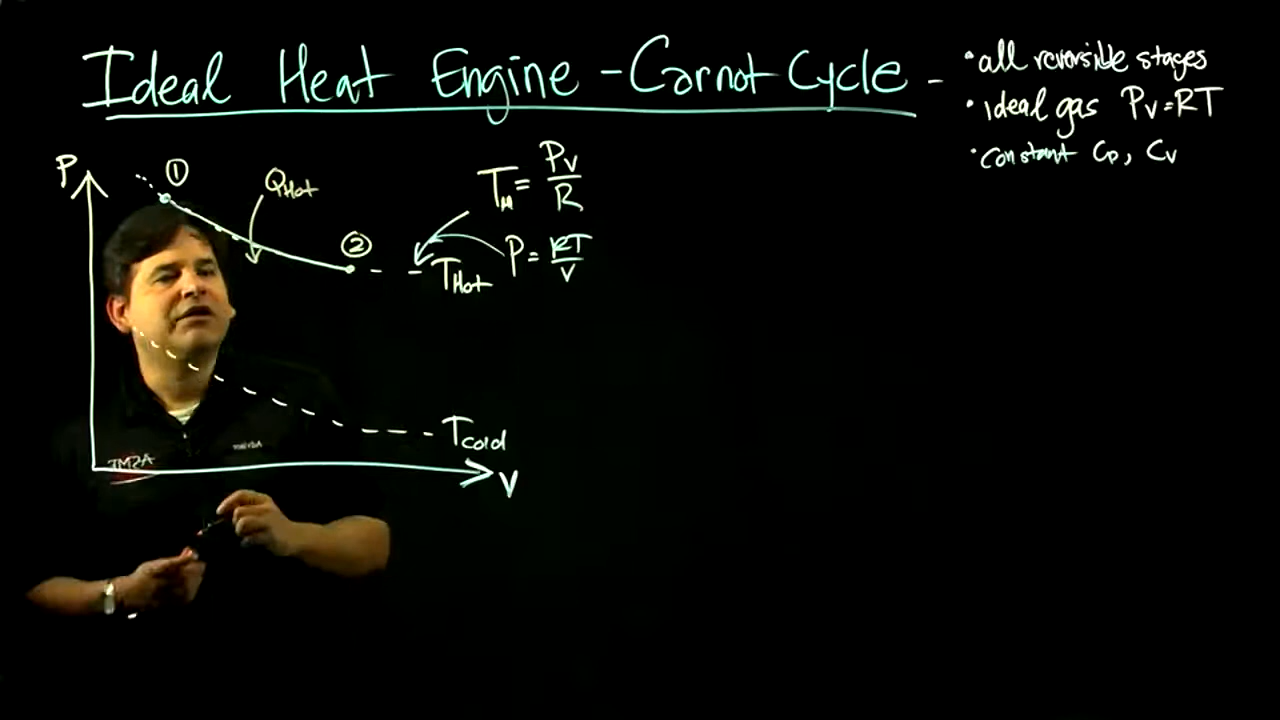 Ideal Heat Engine - Carnot Cycle -
• all reversible stages
• ideal gas Pv=RT
• constant Cp, Cv
P
①
QHot
②
TH = Pv/R
P = RT/v
THot
Tcold
v